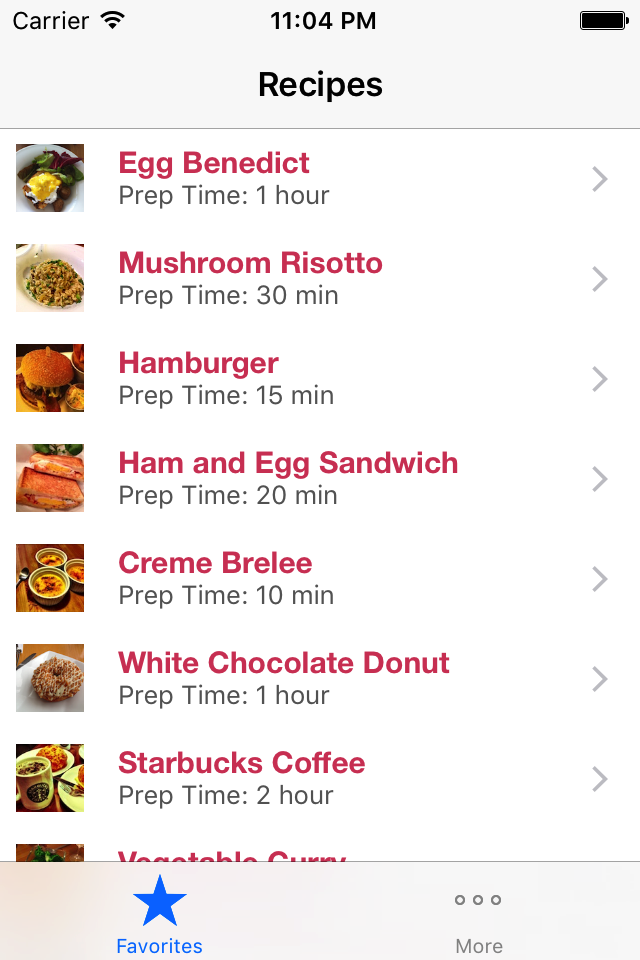 Carrier 11:04 PM
Recipes
Egg Benedict
Prep Time: 1 hour
Mushroom Risotto
Prep Time: 30 min
Hamburger
Prep Time: 15 min
Ham and Egg Sandwich
Prep Time: 20 min
Creme Brelee
Prep Time: 10 min
White Chocolate Donut
Prep Time: 1 hour
Starbucks Coffee
Prep Time: 2 hour
Vegetable Curry
Favorites More